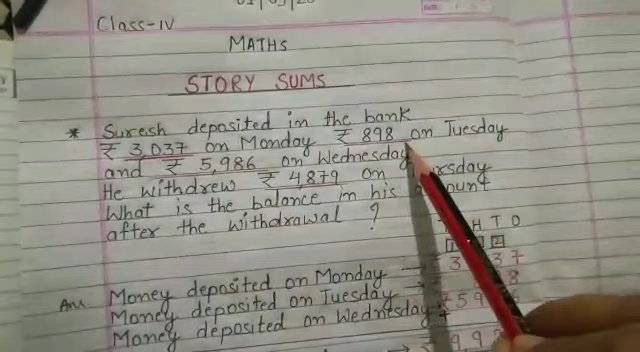 Class-IV
MATHS
STORY SUMS
* Suresh deposited in the bank
₹ 3,037 on Monday ₹ 898 on Tuesday
and ₹ 5,986 on Wednesday
He withdrew ₹ 4,879 on
What is the balance in his
after the withdrawal ?
H T O
Ans. Money deposited on Monday →
Money deposited on Tuesday →
Money deposited on Wednesday